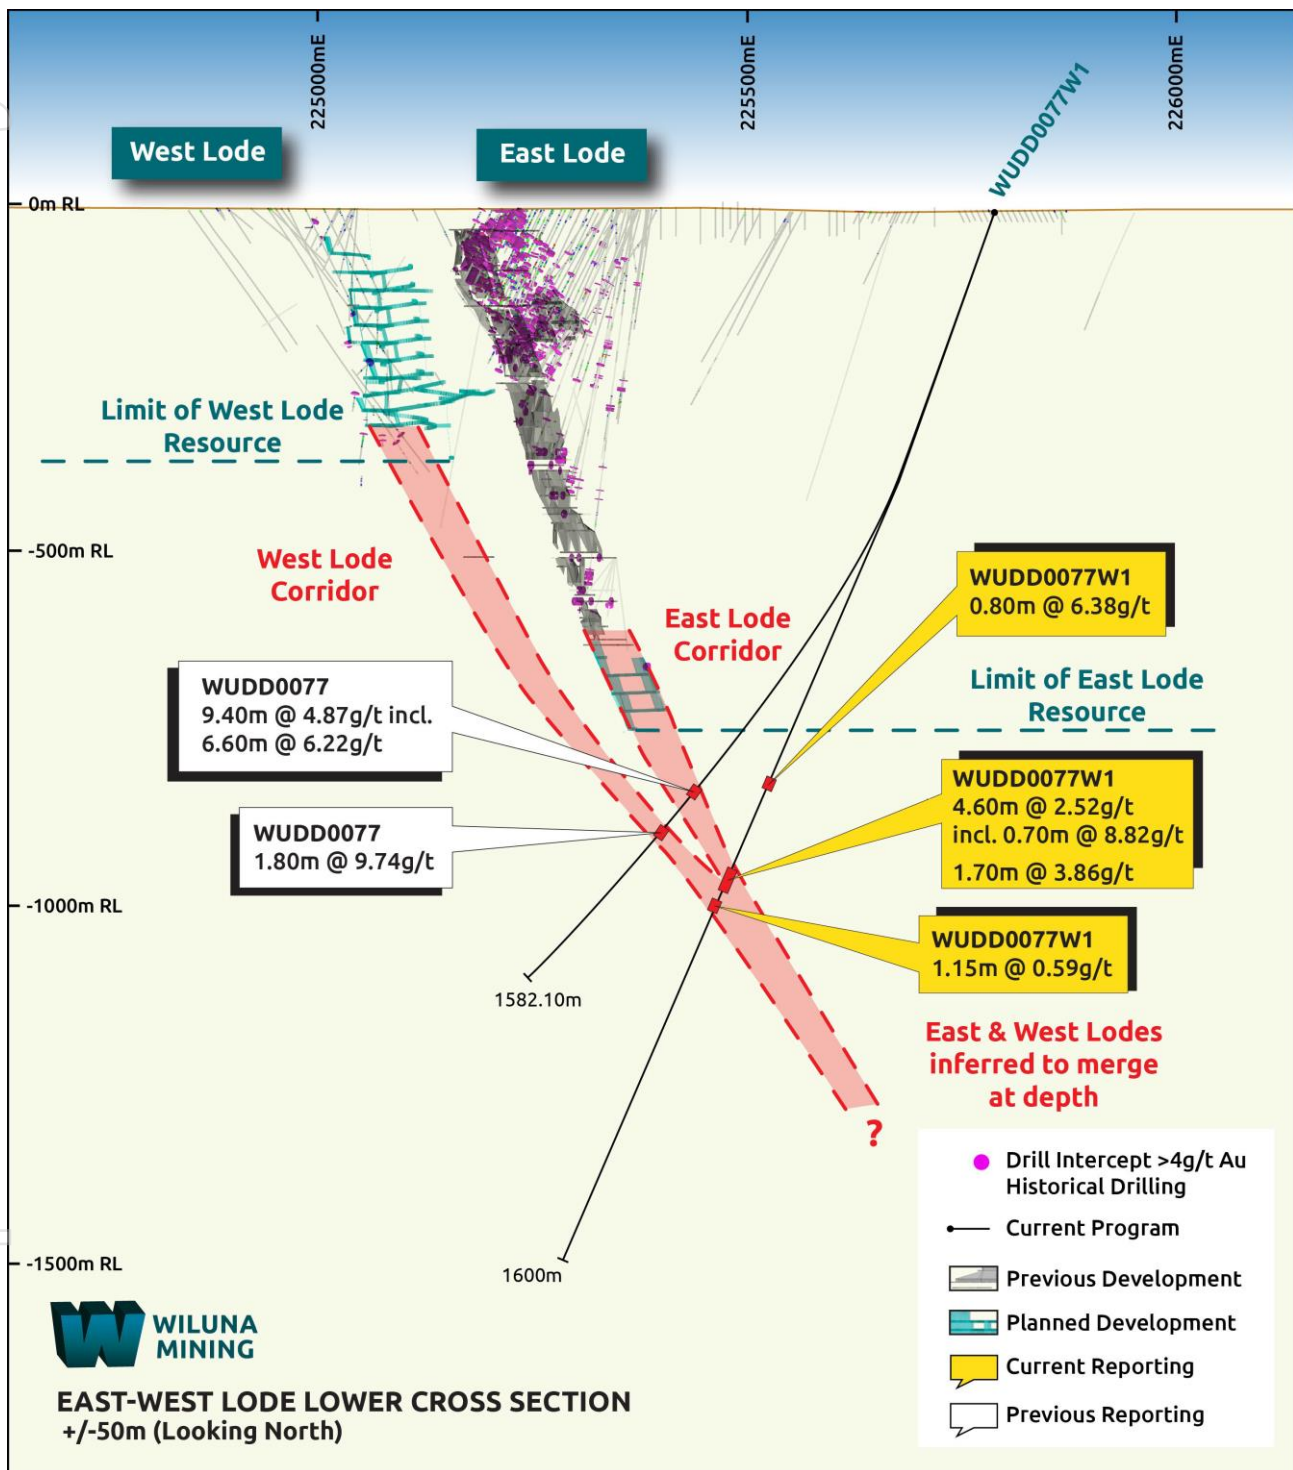 225000mE
225500mE
226000mE
WUDD0077W1
West Lode
East Lode
0m RL
Limit of West Lode
Resource
-500m RL
West Lode
Corridor
East Lode
Corridor
WUDD0077W1
0.80m @ 6.38g/t
Limit of East Lode
Resource
WUDD0077
9.40m @ 4.87g/t incl.
6.60m @ 6.22g/t
WUDD0077W1
4.60m @ 2.52g/t
incl. 0.70m @ 8.82g/t
1.70m @ 3.86g/t
WUDD0077
1.80m @ 9.74g/t
-1000m RL
WUDD0077W1
1.15m @ 0.59g/t
1582.10m
East & West Lodes
inferred to merge
at depth
?
-1500m RL
1600m
Drill Intercept >4g/t Au
Historical Drilling
Current Program
Previous Development
Planned Development
Current Reporting
Previous Reporting
W WILUNA
MINING
EAST-WEST LODE LOWER CROSS SECTION
+/-50m (Looking North)